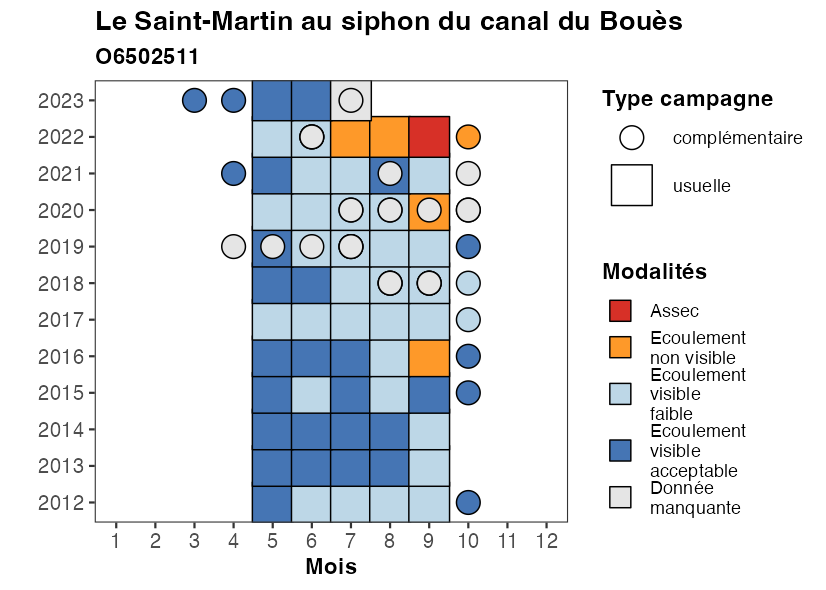 Le Saint-Martin au siphon du canal du Bouès
O6502511
2023
2022
2021
2020
2019
2018
2017
2016
2015
2014
2013
2012
1 2 3 4 5 6 7 8 9 10 11 12
Mois
Type campagne
complémentaire
usuelle
Modalités
Assec
Ecoulement
non visible
Ecoulement
visible
faible
Ecoulement
visible
acceptable
Donnée
manquante